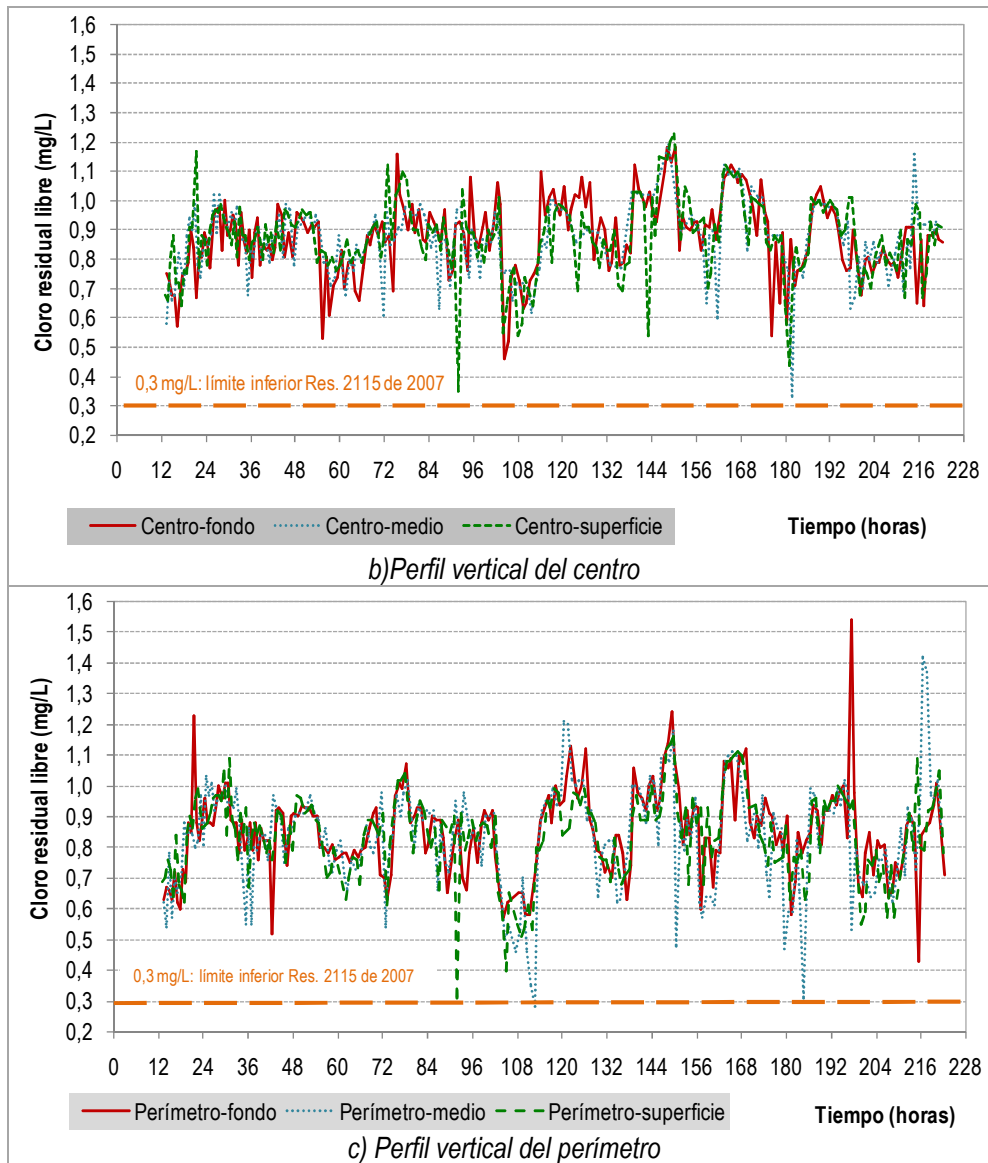 1,6
1,5
1,4
1,3
1,2
1,1
1,0
0,9
0,8
0,7
0,6
0,5
0,4
0,3
0,2
Cloro residual libre (mg/L)
0,3 mg/L: límite inferior Res. 2115 de 2007
0 12 24 36 48 60 72 84 96 108 120 132 144 156 168 180 192 204 216 228
Centro-fondo Centro-medio Centro-superficie
Tiempo (horas)
b)Perfil vertical del centro
1,6
1,5
1,4
1,3
1,2
1,1
1,0
0,9
0,8
0,7
0,6
0,5
0,4
0,3
0,2
Cloro residual libre (mg/L)
0,3 mg/L: límite inferior Res. 2115 de 2007
0 12 24 36 48 60 72 84 96 108 120 132 144 156 168 180 192 204 216 228
Perímetro-fondo Perímetro-medio Perímetro-superficie
Tiempo (horas)
c) Perfil vertical del perímetro